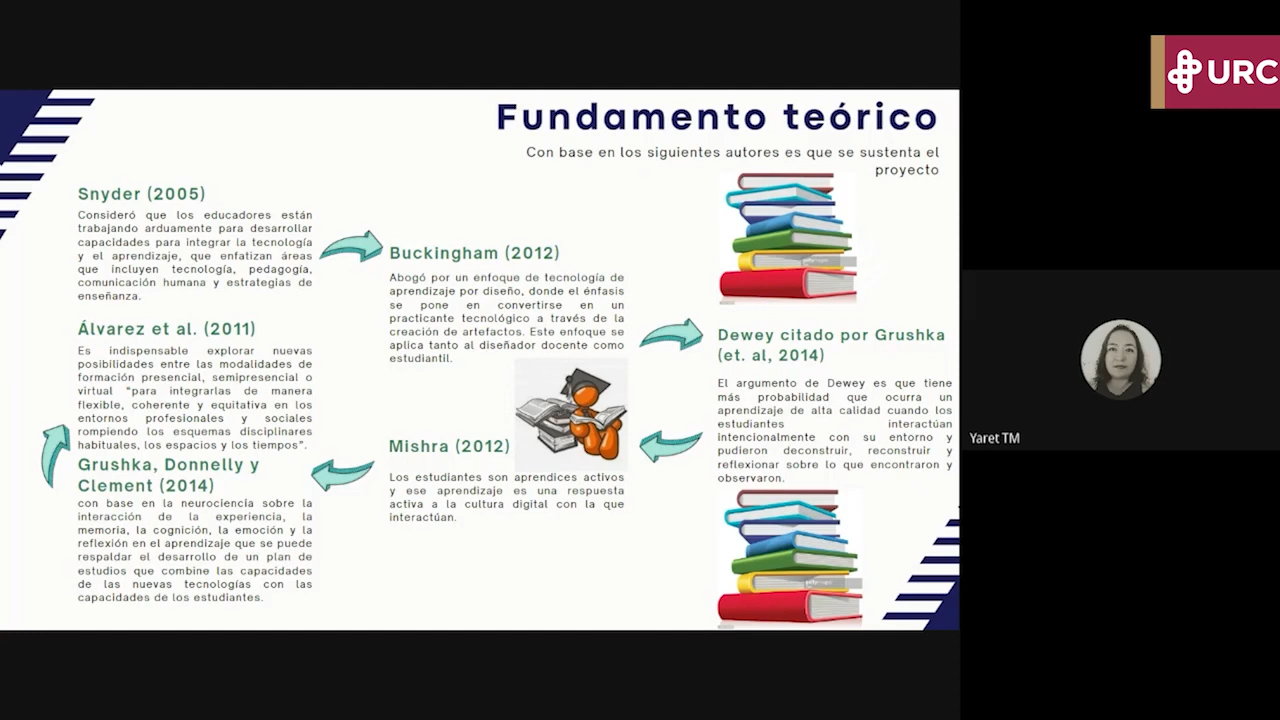 Fundamento teórico
Con base en los siguientes autores es que se sustenta el
proyecto
Snyder (2005)
Consideró que los educadores están
trabajando arduamente para desarrollar
capacidades para integrar la tecnología
y el aprendizaje, que enfatizan áreas
que incluyen tecnología, pedagogía,
comunicación humana y estrategias de
enseñanza.
Álvarez et al. (2011)
Es indispensable explorar nuevas
posibilidades entre las modalidades de
formación presencial, semipresencial o
virtual “para integrarlas de manera
flexible, coherente y equitativa en los
entornos profesionales y sociales
rompiendo los esquemas disciplinares
habituales, los espacios y los tiempos”.
Grushka, Donnelly y
Clement (2014)
con base en la neurociencia sobre la
interacción de la experiencia, la
memoria, la cognición, la emoción y la
reflexión en el aprendizaje que se puede
respaldar el desarrollo de un plan de
estudios que combine las capacidades
de las nuevas tecnologías con las
capacidades de los estudiantes.
Buckingham (2012)
Abogó por un enfoque de tecnología de
aprendizaje por diseño, donde el énfasis
se pone en convertirse en un
practicante tecnológico a través de la
creación de artefactos. Este enfoque se
aplica tanto al diseñador docente como
estudiantil.
Mishra (2012)
Los estudiantes son aprendices activos
y ese aprendizaje es una respuesta
activa a la cultura digital con la que
interactúan.
Dewey citado por Grushka
(et. al, 2014)
El argumento de Dewey es que tiene
más probabilidad que ocurra un
aprendizaje de alta calidad cuando los
estudiantes interactúan
intencionalmente con su entorno y
pudieron deconstruir, reconstruir y
reflexionar sobre lo que encontraron y
observaron.
URC
Yaret TM